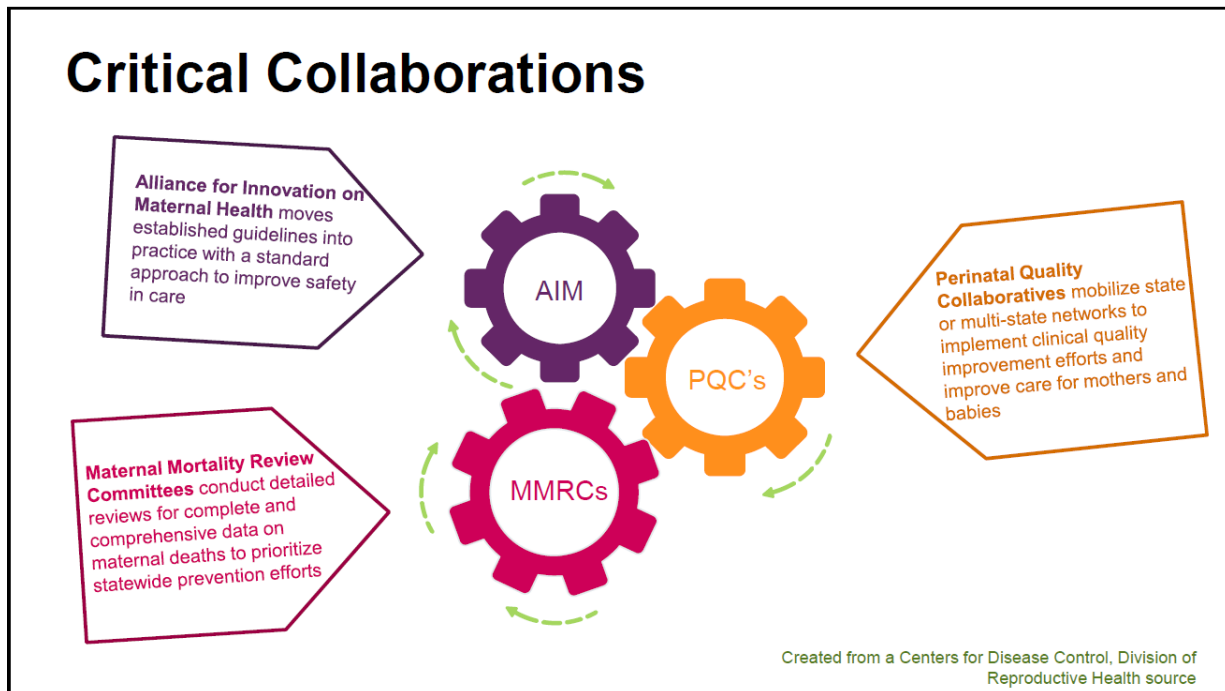 Critical Collaborations
Alliance for Innovation on
Maternal Health moves
established guidelines into
practice with a standard
approach to improve safety
in care
AIM
Perinatal Quality
Collaboratives mobilize state
or multi-state networks to
implement clinical quality
improvement efforts and
improve care for mothers and
babies
PQC's
Maternal Mortality Review
Committees conduct detailed
reviews for complete and
comprehensive data on
maternal deaths to prioritize
statewide prevention efforts
MMRCs
Created from a Centers for Disease Control, Division of
Reproductive Health source